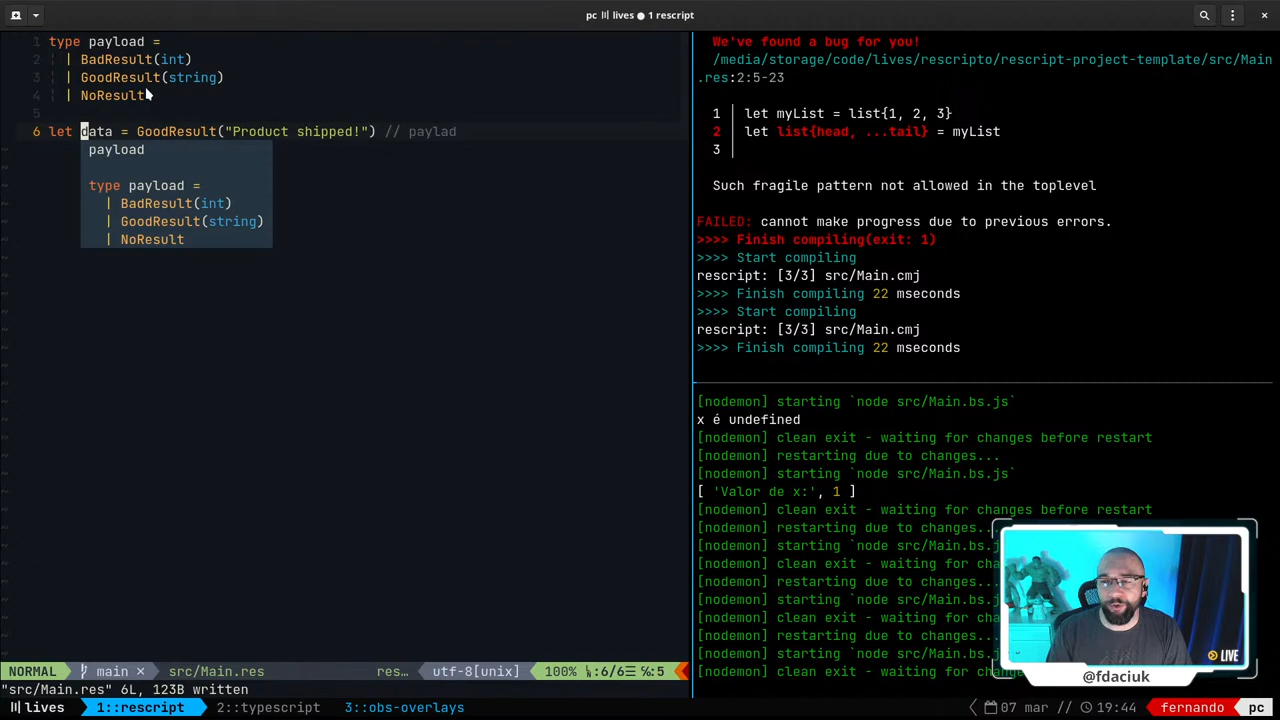 pc lives ● 1 rescript
1 type payload =
2 | BadResult(int)
3 | GoodResult(string)
4 | NoResult
5
6 let data = GoodResult("Product shipped!") // paylad
payload
type payload =
| BadResult(int)
| GoodResult(string)
| NoResult
NORMAL main × src/Main.res res… utf-8[unix] 100% :6/6☰ %:5
"src/Main.res" 6L, 123B written
We've found a bug for you!
/media/storage/code/lives/rescripto/rescript-project-template/src/Main
.res:2:5-23
1 │ let myList = list{1, 2, 3}
2 │ let list{head, ...tail} = myList
3 │
Such fragile pattern not allowed in the toplevel
FAILED: cannot make progress due to previous errors.
>>>> Finish compiling(exit: 1)
>>>> Start compiling
rescript: [3/3] src/Main.cmj
>>>> Finish compiling 22 mseconds
>>>> Start compiling
rescript: [3/3] src/Main.cmj
>>>> Finish compiling 22 mseconds
[nodemon] starting `node src/Main.bs.js`
x é undefined
[nodemon] clean exit - waiting for changes before restart
[nodemon] restarting due to changes...
[nodemon] starting `node src/Main.bs.js`
[ 'Valor de x:', 1 ]
[nodemon] clean exit - waiting for changes before restart
[nodemon] restarting due to changes..
[nodemon] starting `node src/Main.bs.j
[nodemon] clean exit - waiting for cha
[nodemon] restarting due to changes..
[nodemon] starting `node src/Main.bs.j
[nodemon] clean exit - waiting for cha
[nodemon] restarting due to changes..
[nodemon] starting `node src/Main.bs.j
[nodemon] clean exit - waiting for chan
LIVE
@fdaciuk
lives 1::rescript 2::typescript 3::obs-overlays 07 mar 19:44 fernando pc